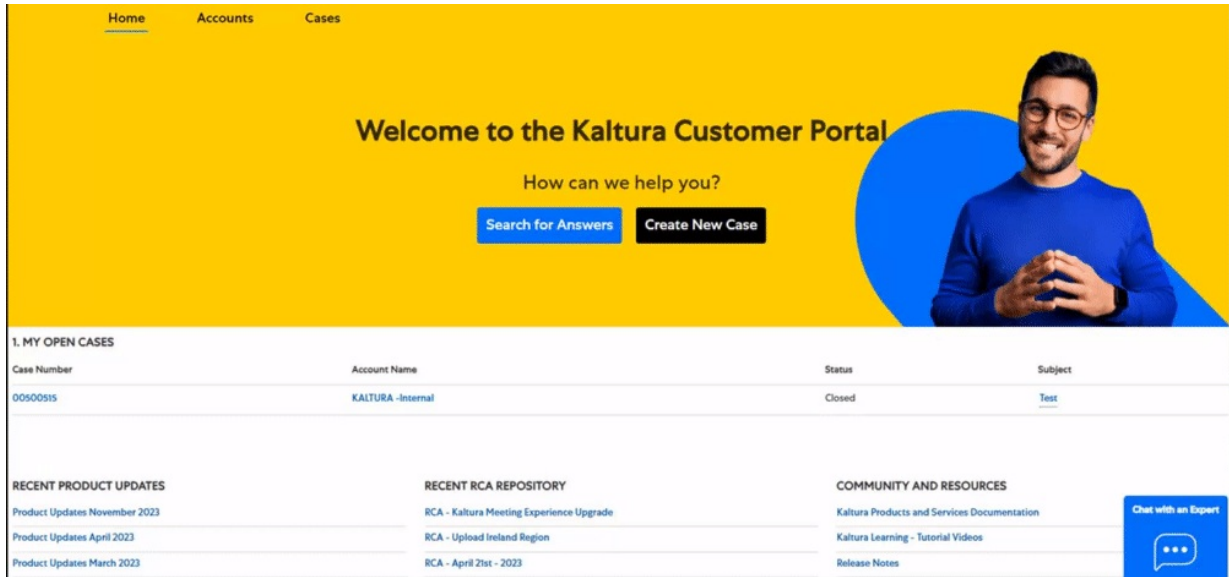 Home Accounts Cases
Welcome to the Kaltura Customer Portal
How can we help you?
Search for Answers Create New Case
1. MY OPEN CASES
Case Number Account Name Status Subject
00500515 KALTURA -Internal Closed Test
RECENT PRODUCT UPDATES
Product Updates November 2023
Product Updates April 2023
Product Updates March 2023
RECENT RCA REPOSITORY
RCA - Kaltura Meeting Experience Upgrade
RCA - Upload Ireland Region
RCA - April 21st - 2023
COMMUNITY AND RESOURCES
Kaltura Products and Services Documentation
Kaltura Learning - Tutorial Videos
Release Notes
Chat with an Expert